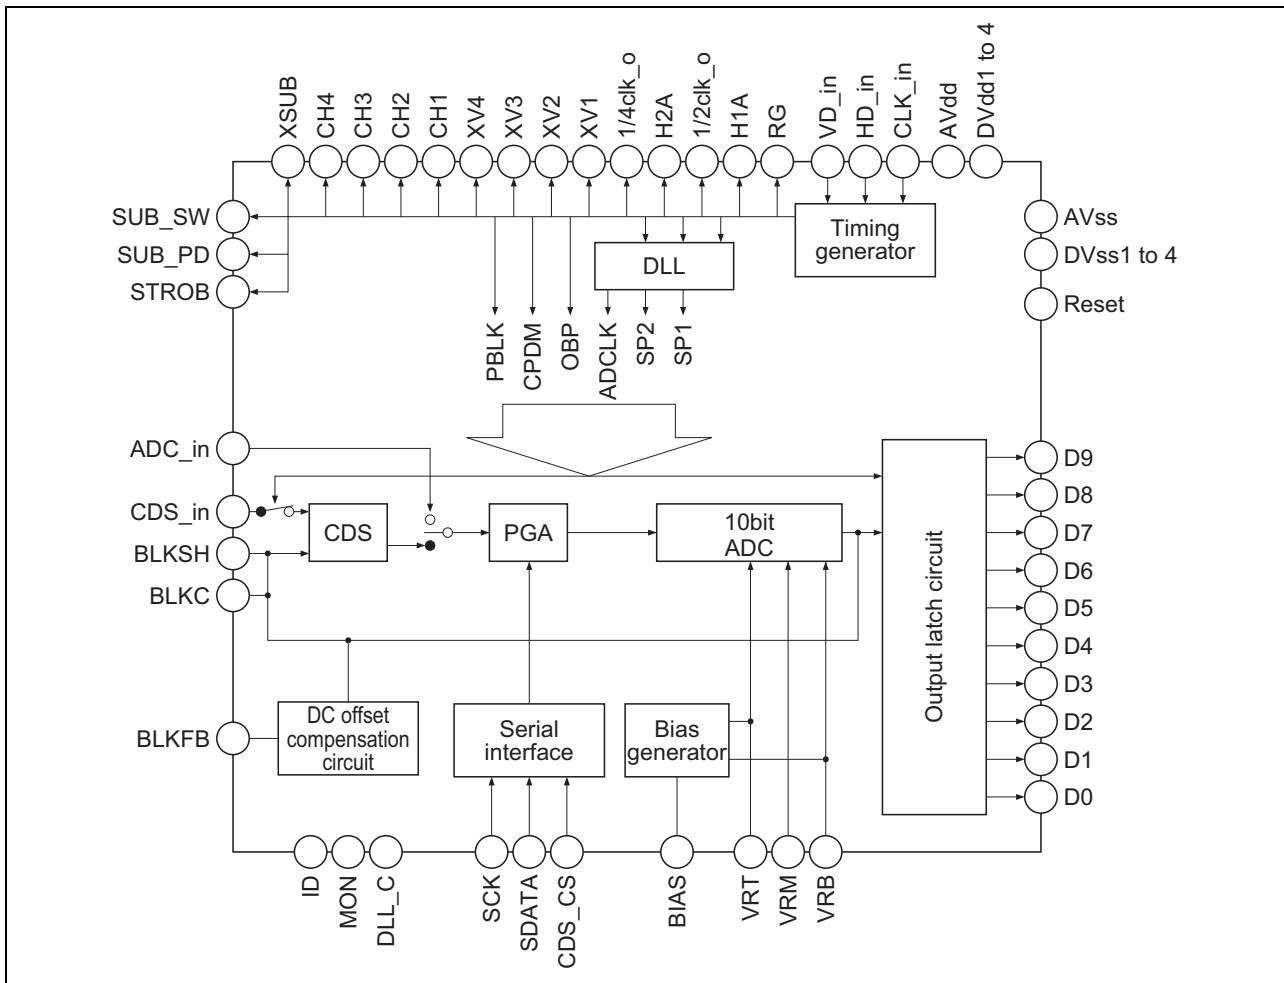 XSUB
CH4
CH3
CH2
CH1
XV4
XV3
XV2
XV1
1/4clk_o
H2A
1/2clk_o
H1A
RG
VD_in
HD_in
CLK_in
AVdd
DVdd1 to 4
SUB_SW
SUB_PD
STROB
Timing
generator
DLL
AVss
DVss1 to 4
Reset
PBLK
CPDM
OBP
ADCLK
SP2
SP1
ADC_in
CDS_in
BLKSH
BLKC
BLKFB
CDS
PGA
10bit
ADC
Output latch circuit
D9
D8
D7
D6
D5
D4
D3
D2
D1
D0
DC offset
compensation
circuit
Serial
interface
Bias
generator
ID
MON
DLL_C
SCK
SDATA
CDS_CS
BIAS
VRT
VRM
VRB